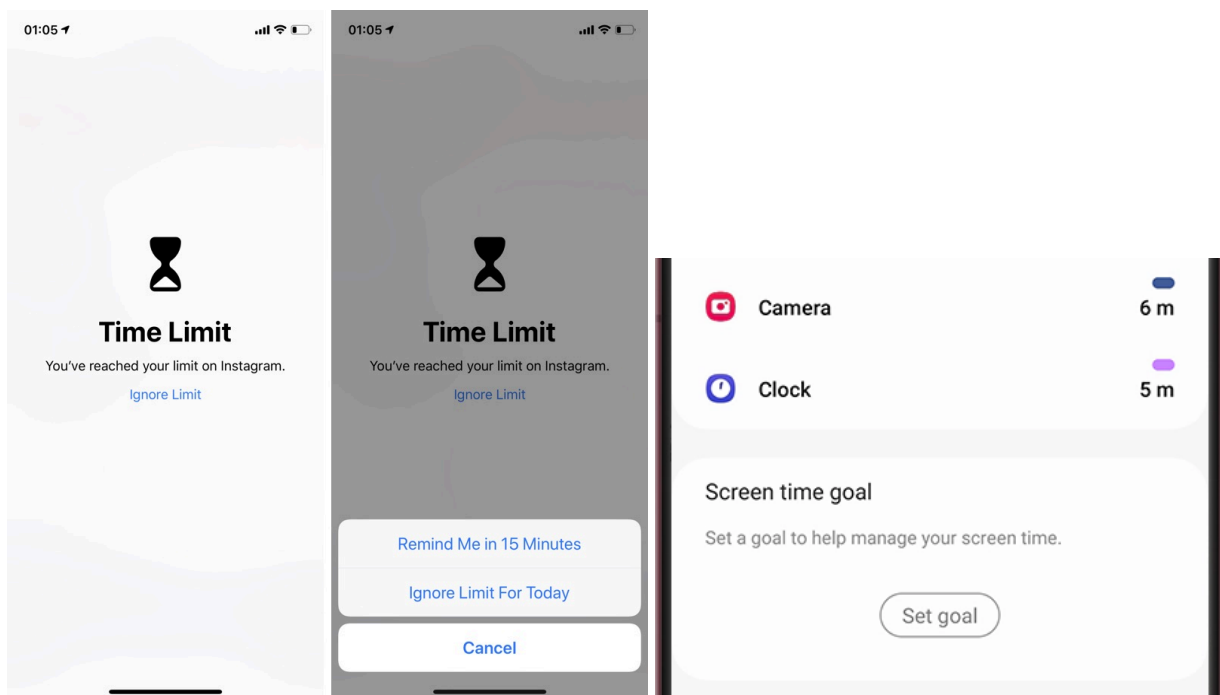 01:05
Time Limit
You've reached your limit on Instagram.
Ignore Limit
01:05
Time Limit
You've reached your limit on Instagram.
Ignore Limit
Remind Me in 15 Minutes
Ignore Limit For Today
Cancel
Camera 6 m
Clock 5 m
Screen time goal
Set a goal to help manage your screen time.
Set goal